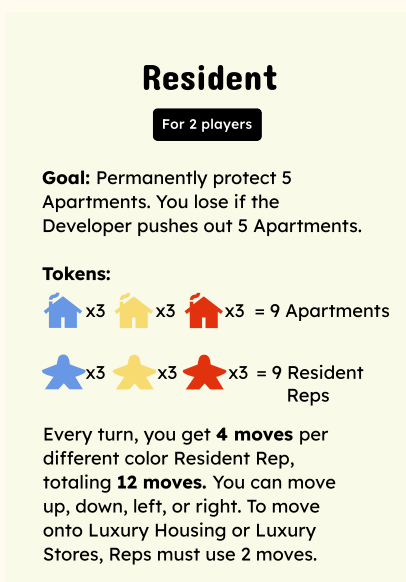 Resident
For 2 players
Goal: Permanently protect 5
Apartments. You lose if the
Developer pushes out 5 Apartments.
Tokens:
x3 x3 x3 = 9 Apartments
x3 x3 x3 = 9 Resident
Reps
Every turn, you get 4 moves per
different color Resident Rep,
totaling 12 moves. You can move
up, down, left, or right. To move
onto Luxury Housing or Luxury
Stores, Reps must use 2 moves.